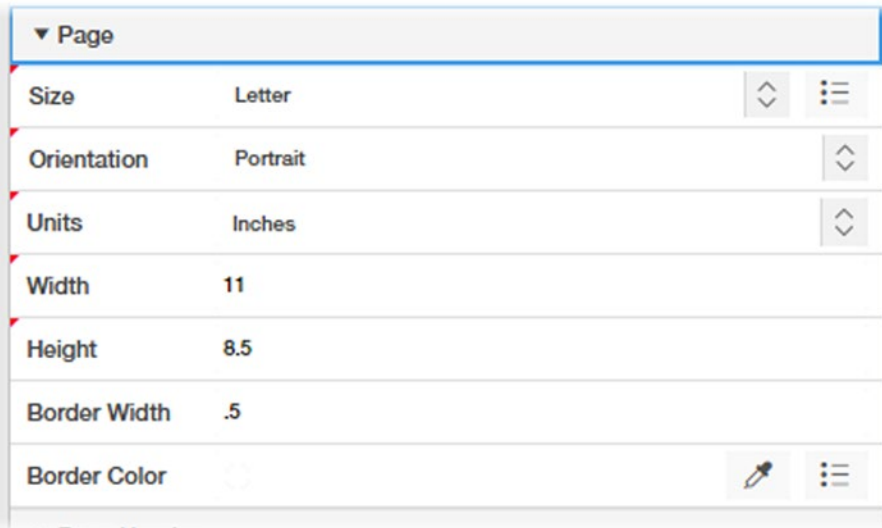 Page
Size Letter
Orientation Portrait
Units Inches
Width 11
Height 8.5
Border Width .5
Border Color